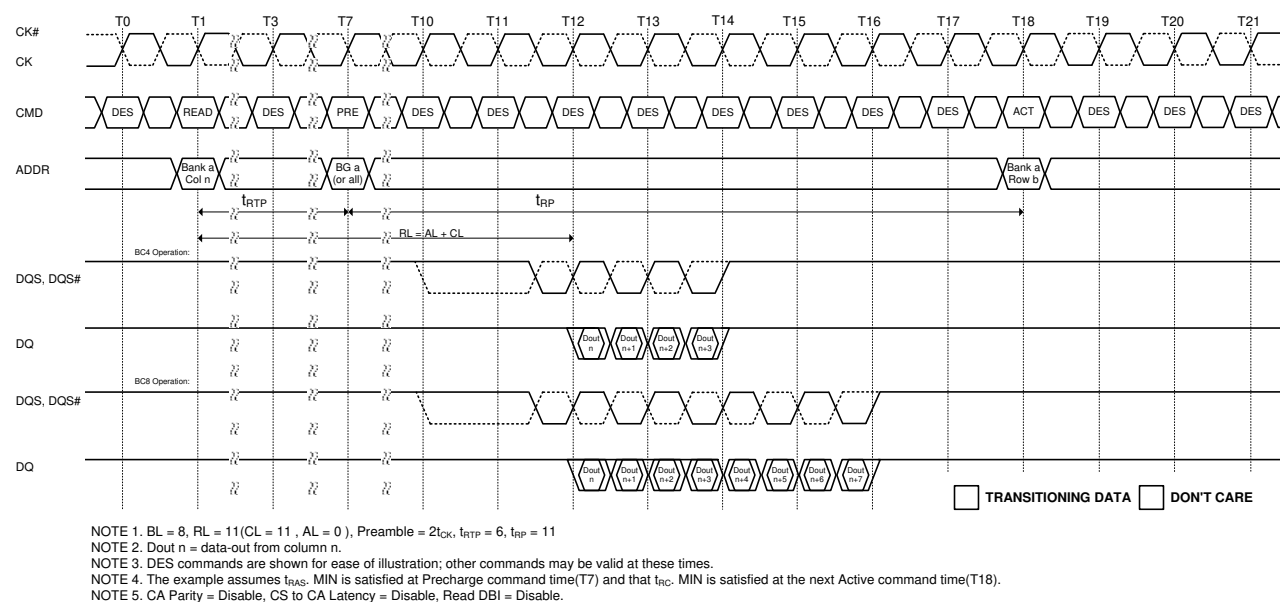 T0 T1 T3 T7 T10 T11 T12 T13 T14 T15 T16 T17 T18 T19 T20 T21
CK#
CK
CMD DES READ DES PRE DES DES DES DES DES DES DES DES ACT DES DES DES
ADDR Bank a Col n BG a (or all) Bank a Row b
tRTP tRP
RL = AL + CL
BC4 Operation:
DQS, DQS#
DQ Dout n Dout n+1 Dout n+2 Dout n+3
BC8 Operation:
DQS, DQS#
DQ Dout n Dout n+1 Dout n+2 Dout n+3 Dout n+4 Dout n+5 Dout n+6 Dout n+7
TRANSITIONING DATA DON'T CARE
NOTE 1. BL = 8, RL = 11(CL = 11 , AL = 0 ), Preamble = 2tCK, tRTP = 6, tRP = 11
NOTE 2. Dout n = data-out from column n.
NOTE 3. DES commands are shown for ease of illustration; other commands may be valid at these times.
NOTE 4. The example assumes tRAS. MIN is satisfied at Precharge command time(T7) and that tRC. MIN is satisfied at the next Active command time(T18).
NOTE 5. CA Parity = Disable, CS to CA Latency = Disable, Read DBI = Disable.